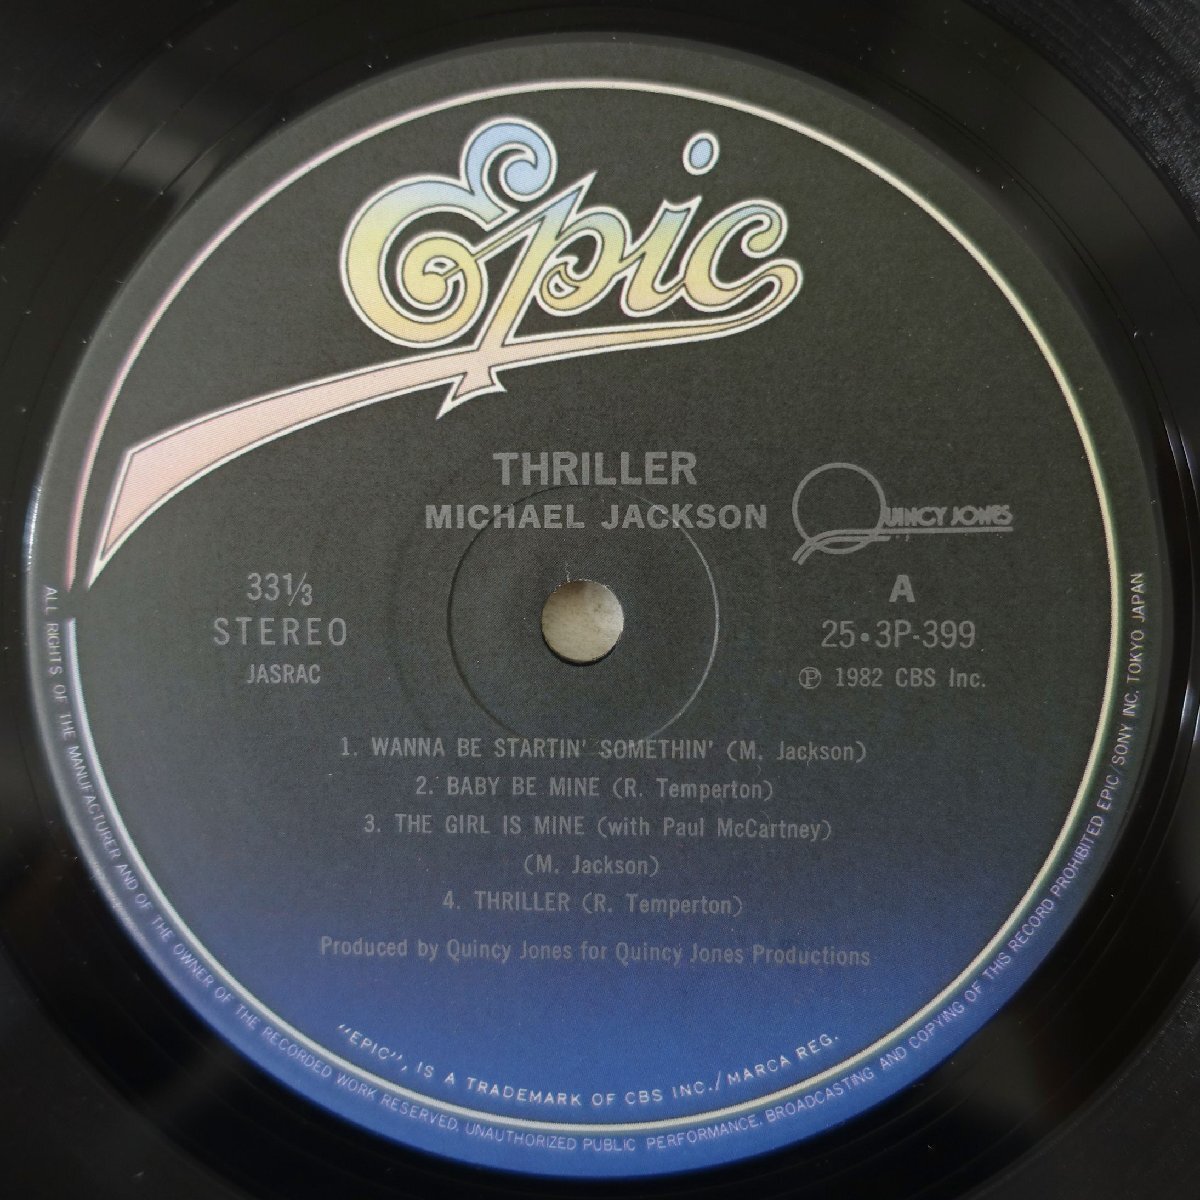 Epic
THRILLER
MICHAEL JACKSON
QUINCY JONES
33⅓
STEREO
JASRAC
A
25·3P-399
℗ 1982 CBS Inc.
1. WANNA BE STARTIN' SOMETHIN' (M. Jackson)
2. BABY BE MINE (R. Temperton)
3. THE GIRL IS MINE (with Paul McCartney)
(M. Jackson)
4. THRILLER (R. Temperton)
Produced by Quincy Jones for Quincy Jones Productions
"EPIC", IS A TRADEMARK OF CBS INC./MARCA REG.
ALL RIGHTS OF THE MANUFACTURER AND OF THE OWNER OF THE RECORDED WORK RESERVED. UNAUTHORIZED PUBLIC PERFORMANCE. BROADCASTING AND COPYING OF THIS RECORD PROHIBITED EPIC/SONY INC. TOKYO JAPAN